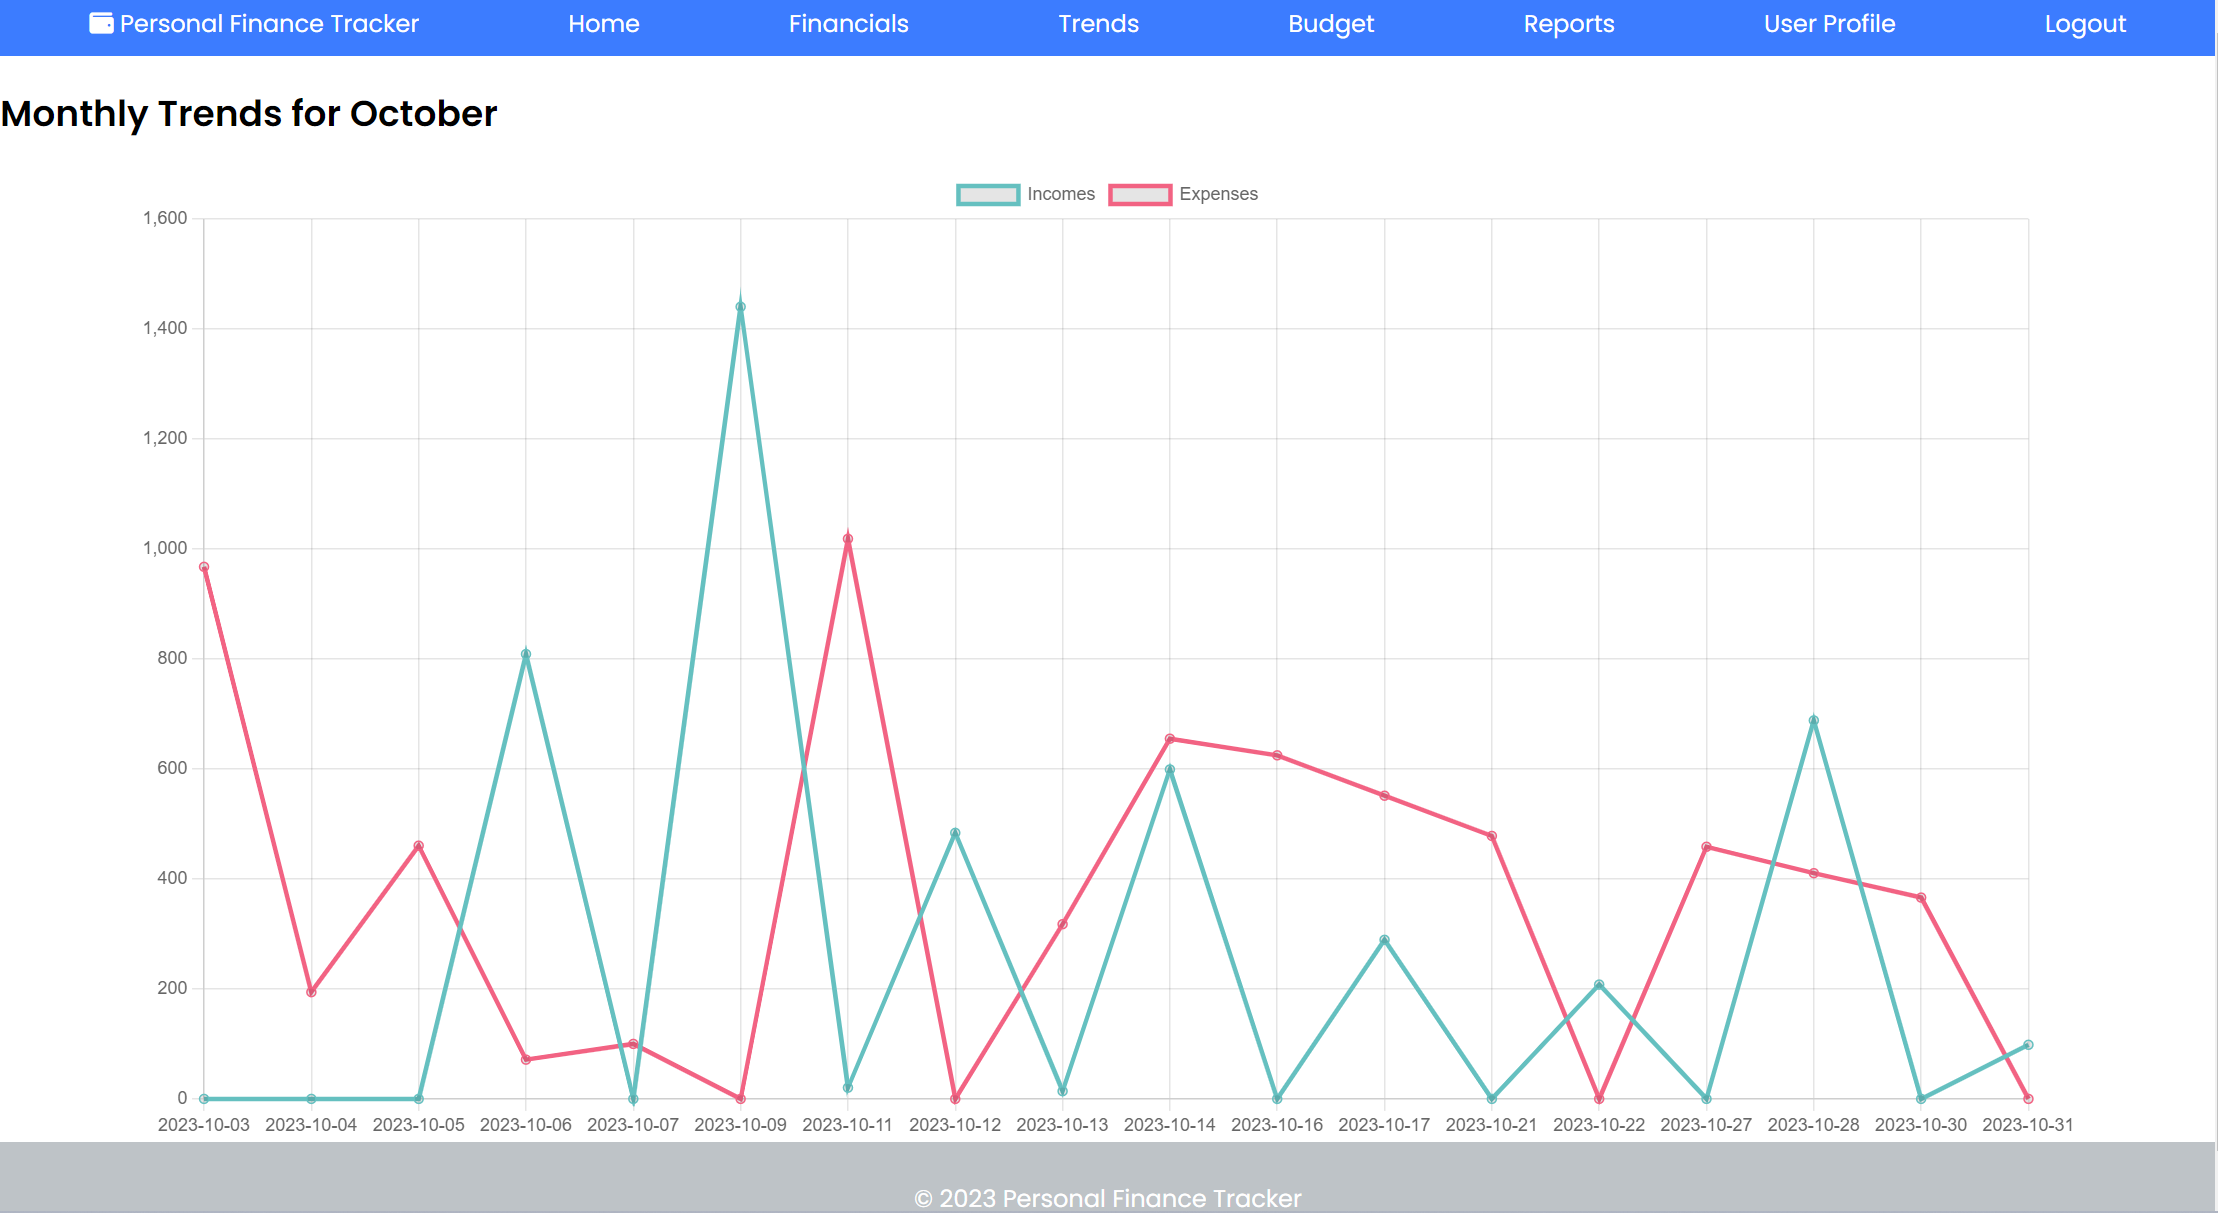 Personal Finance Tracker Home Financials Trends Budget Reports User Profile Logout
Monthly Trends for October
Incomes Expenses
1,600
1,400
1,200
1,000
800
600
400
200
0
2023-10-03 2023-10-04 2023-10-05 2023-10-06 2023-10-07 2023-10-09 2023-10-11 2023-10-12 2023-10-13 2023-10-14 2023-10-16 2023-10-17 2023-10-21 2023-10-22 2023-10-27 2023-10-28 2023-10-30 2023-10-31
© 2023 Personal Finance Tracker